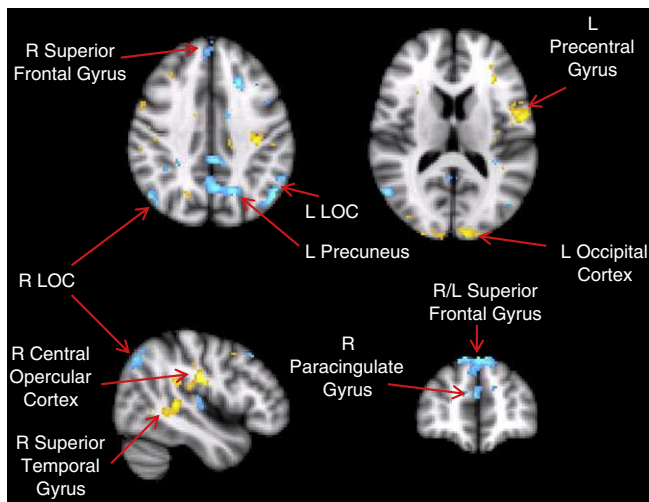 R Superior
Frontal Gyrus
L
Precentral
Gyrus
L LOC
L Precuneus
L Occipital
Cortex
R LOC
R/L Superior
Frontal Gyrus
R
Paracingulate
Gyrus
R Central
Opercular
Cortex
R Superior
Temporal
Gyrus